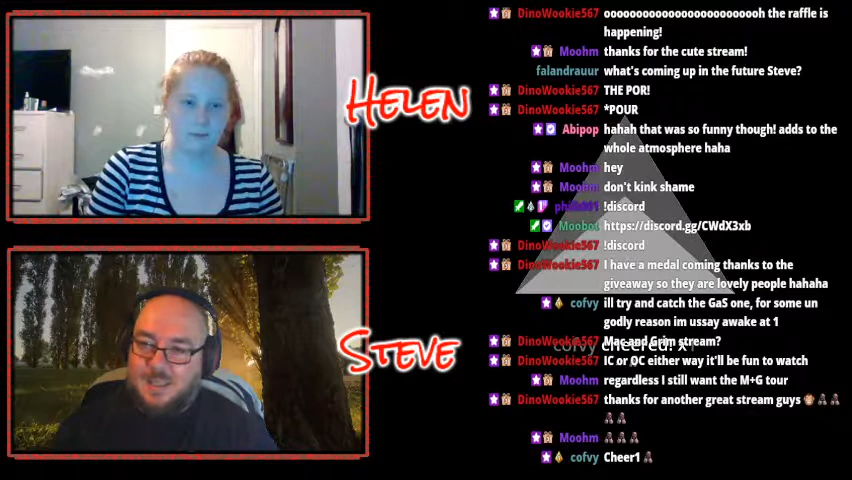 HELEN
STEVE
DinoWookie567 ooooooooooooooooooooooooh the raffle is
happening!
Moohm thanks for the cute stream!
falandrauur what's coming up in the future Steve?
DinoWookie567 THE POR!
DinoWookie567 *POUR
Abipop hahah that was so funny though! adds to the
whole atmosphere haha
Moohm hey
Moohm don't kink shame
!discord
Moobot https://discord.gg/CWdX3xb
DinoWookie567 !discord
DinoWookie567 I have a medal coming thanks to the
giveaway so they are lovely people hahaha
cofvy ill try and catch the GaS one, for some un
godly reason im ussay awake at 1
DinoWookie567 Mac and Grim stream?
cofvy cheered! x1
DinoWookie567 IC or OC either way it'll be fun to watch
Moohm regardless I still want the M+G tour
DinoWookie567 thanks for another great stream guys
Moohm
cofvy Cheer1